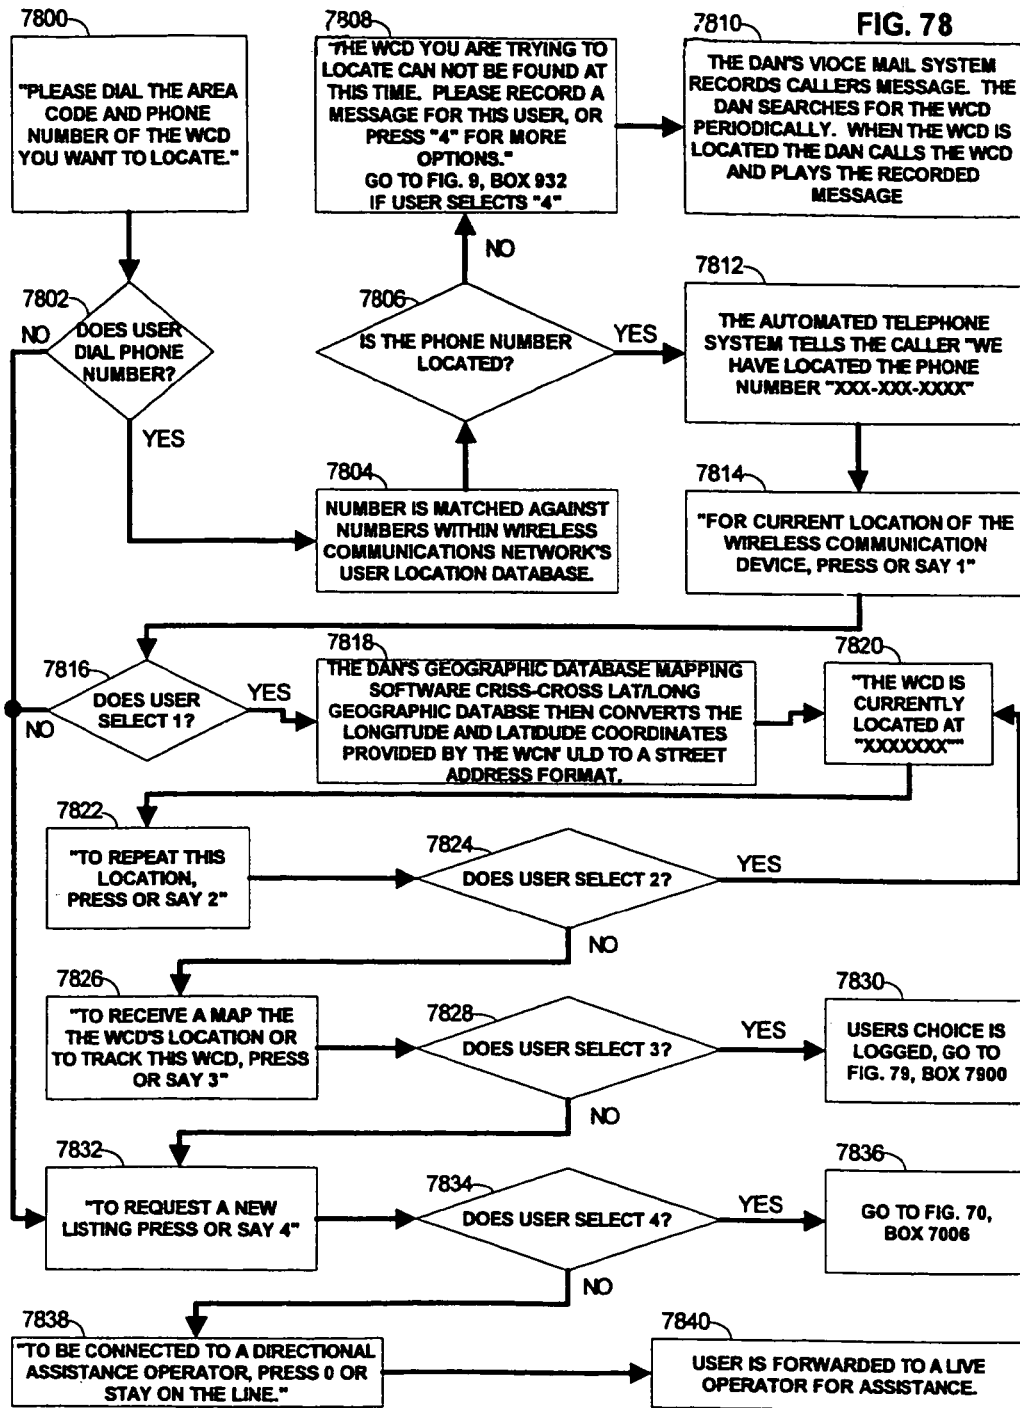 FIG. 78
7800
"PLEASE DIAL THE AREA
CODE AND PHONE
NUMBER OF THE WCD
YOU WANT TO LOCATE."
7802
DOES USER
DIAL PHONE
NUMBER?
NO
YES
7804
NUMBER IS MATCHED AGAINST
NUMBERS WITHIN WIRELESS
COMMUNICATIONS NETWORK'S
USER LOCATION DATABASE.
7806
IS THE PHONE NUMBER
LOCATED?
NO
YES
7808
"THE WCD YOU ARE TRYING TO
LOCATE CAN NOT BE FOUND AT
THIS TIME. PLEASE RECORD A
MESSAGE FOR THIS USER, OR
PRESS "4" FOR MORE
OPTIONS."
GO TO FIG. 9, BOX 932
IF USER SELECTS "4"
7810
THE DAN'S VIOCE MAIL SYSTEM
RECORDS CALLERS MESSAGE. THE
DAN SEARCHES FOR THE WCD
PERIODICALLY. WHEN THE WCD IS
LOCATED THE DAN CALLS THE WCD
AND PLAYS THE RECORDED
MESSAGE
7812
THE AUTOMATED TELEPHONE
SYSTEM TELLS THE CALLER "WE
HAVE LOCATED THE PHONE
NUMBER "XXX-XXX-XXXX"
7814
"FOR CURRENT LOCATION OF THE
WIRELESS COMMUNICATION
DEVICE, PRESS OR SAY 1"
7816
DOES USER
SELECT 1?
NO
YES
7818
THE DAN'S GEOGRAPHIC DATABASE MAPPING
SOFTWARE CRISS-CROSS LAT/LONG
GEOGRAPHIC DATABSE THEN CONVERTS THE
LONGITUDE AND LATIDUDE COORDINATES
PROVIDED BY THE WCN' ULD TO A STREET
ADDRESS FORMAT.
7820
"THE WCD IS
CURRENTLY
LOCATED AT
"XXXXXXX""
7822
"TO REPEAT THIS
LOCATION,
PRESS OR SAY 2"
7824
DOES USER SELECT 2?
YES
NO
7826
"TO RECEIVE A MAP THE
THE WCD'S LOCATION OR
TO TRACK THIS WCD, PRESS
OR SAY 3"
7828
DOES USER SELECT 3?
YES
NO
7830
USERS CHOICE IS
LOGGED, GO TO
FIG. 79, BOX 7900
7832
"TO REQUEST A NEW
LISTING PRESS OR SAY 4"
7834
DOES USER SELECT 4?
YES
NO
7836
GO TO FIG. 70,
BOX 7006
7838
"TO BE CONNECTED TO A DIRECTIONAL
ASSISTANCE OPERATOR, PRESS 0 OR
STAY ON THE LINE."
7840
USER IS FORWARDED TO A LIVE
OPERATOR FOR ASSISTANCE.